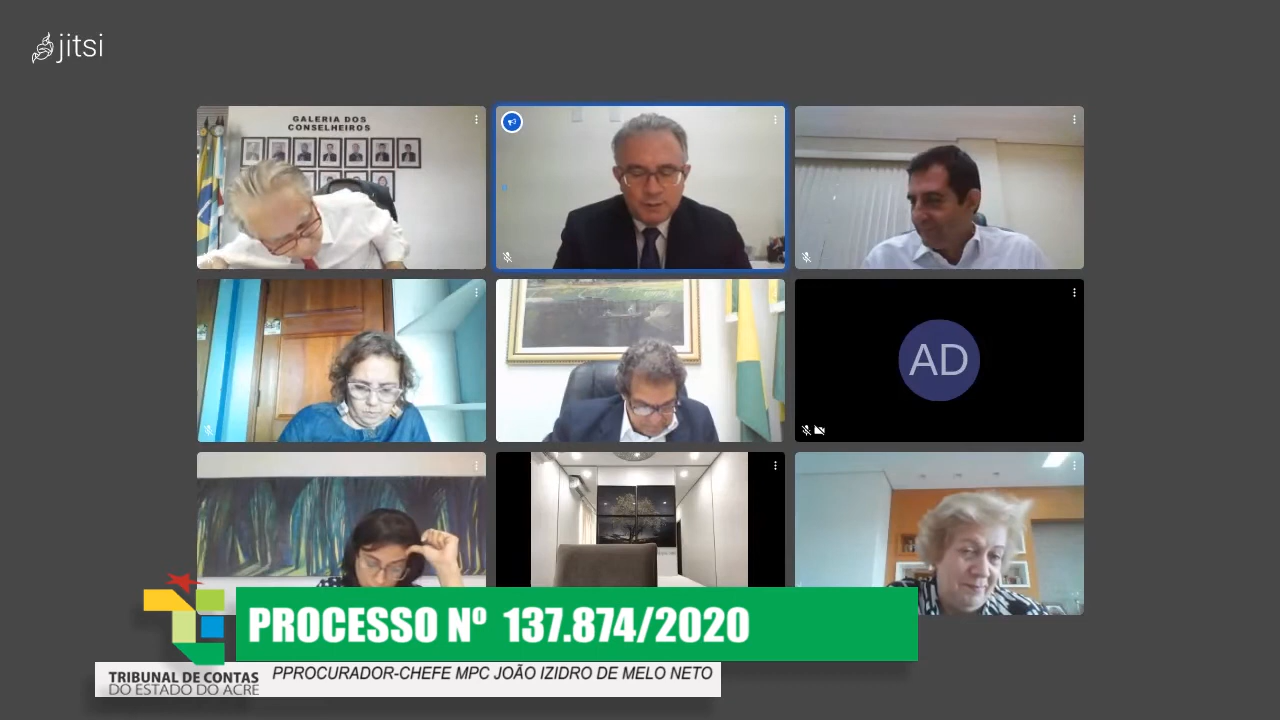 jitsi
GALERIA DOS
CONSELHEIROS
AD
PROCESSO Nº 137.874/2020
PPROCURADOR-CHEFE MPC JOÃO IZIDRO DE MELO NETO
TRIBUNAL DE CONTAS
DO ESTADO DO ACRE